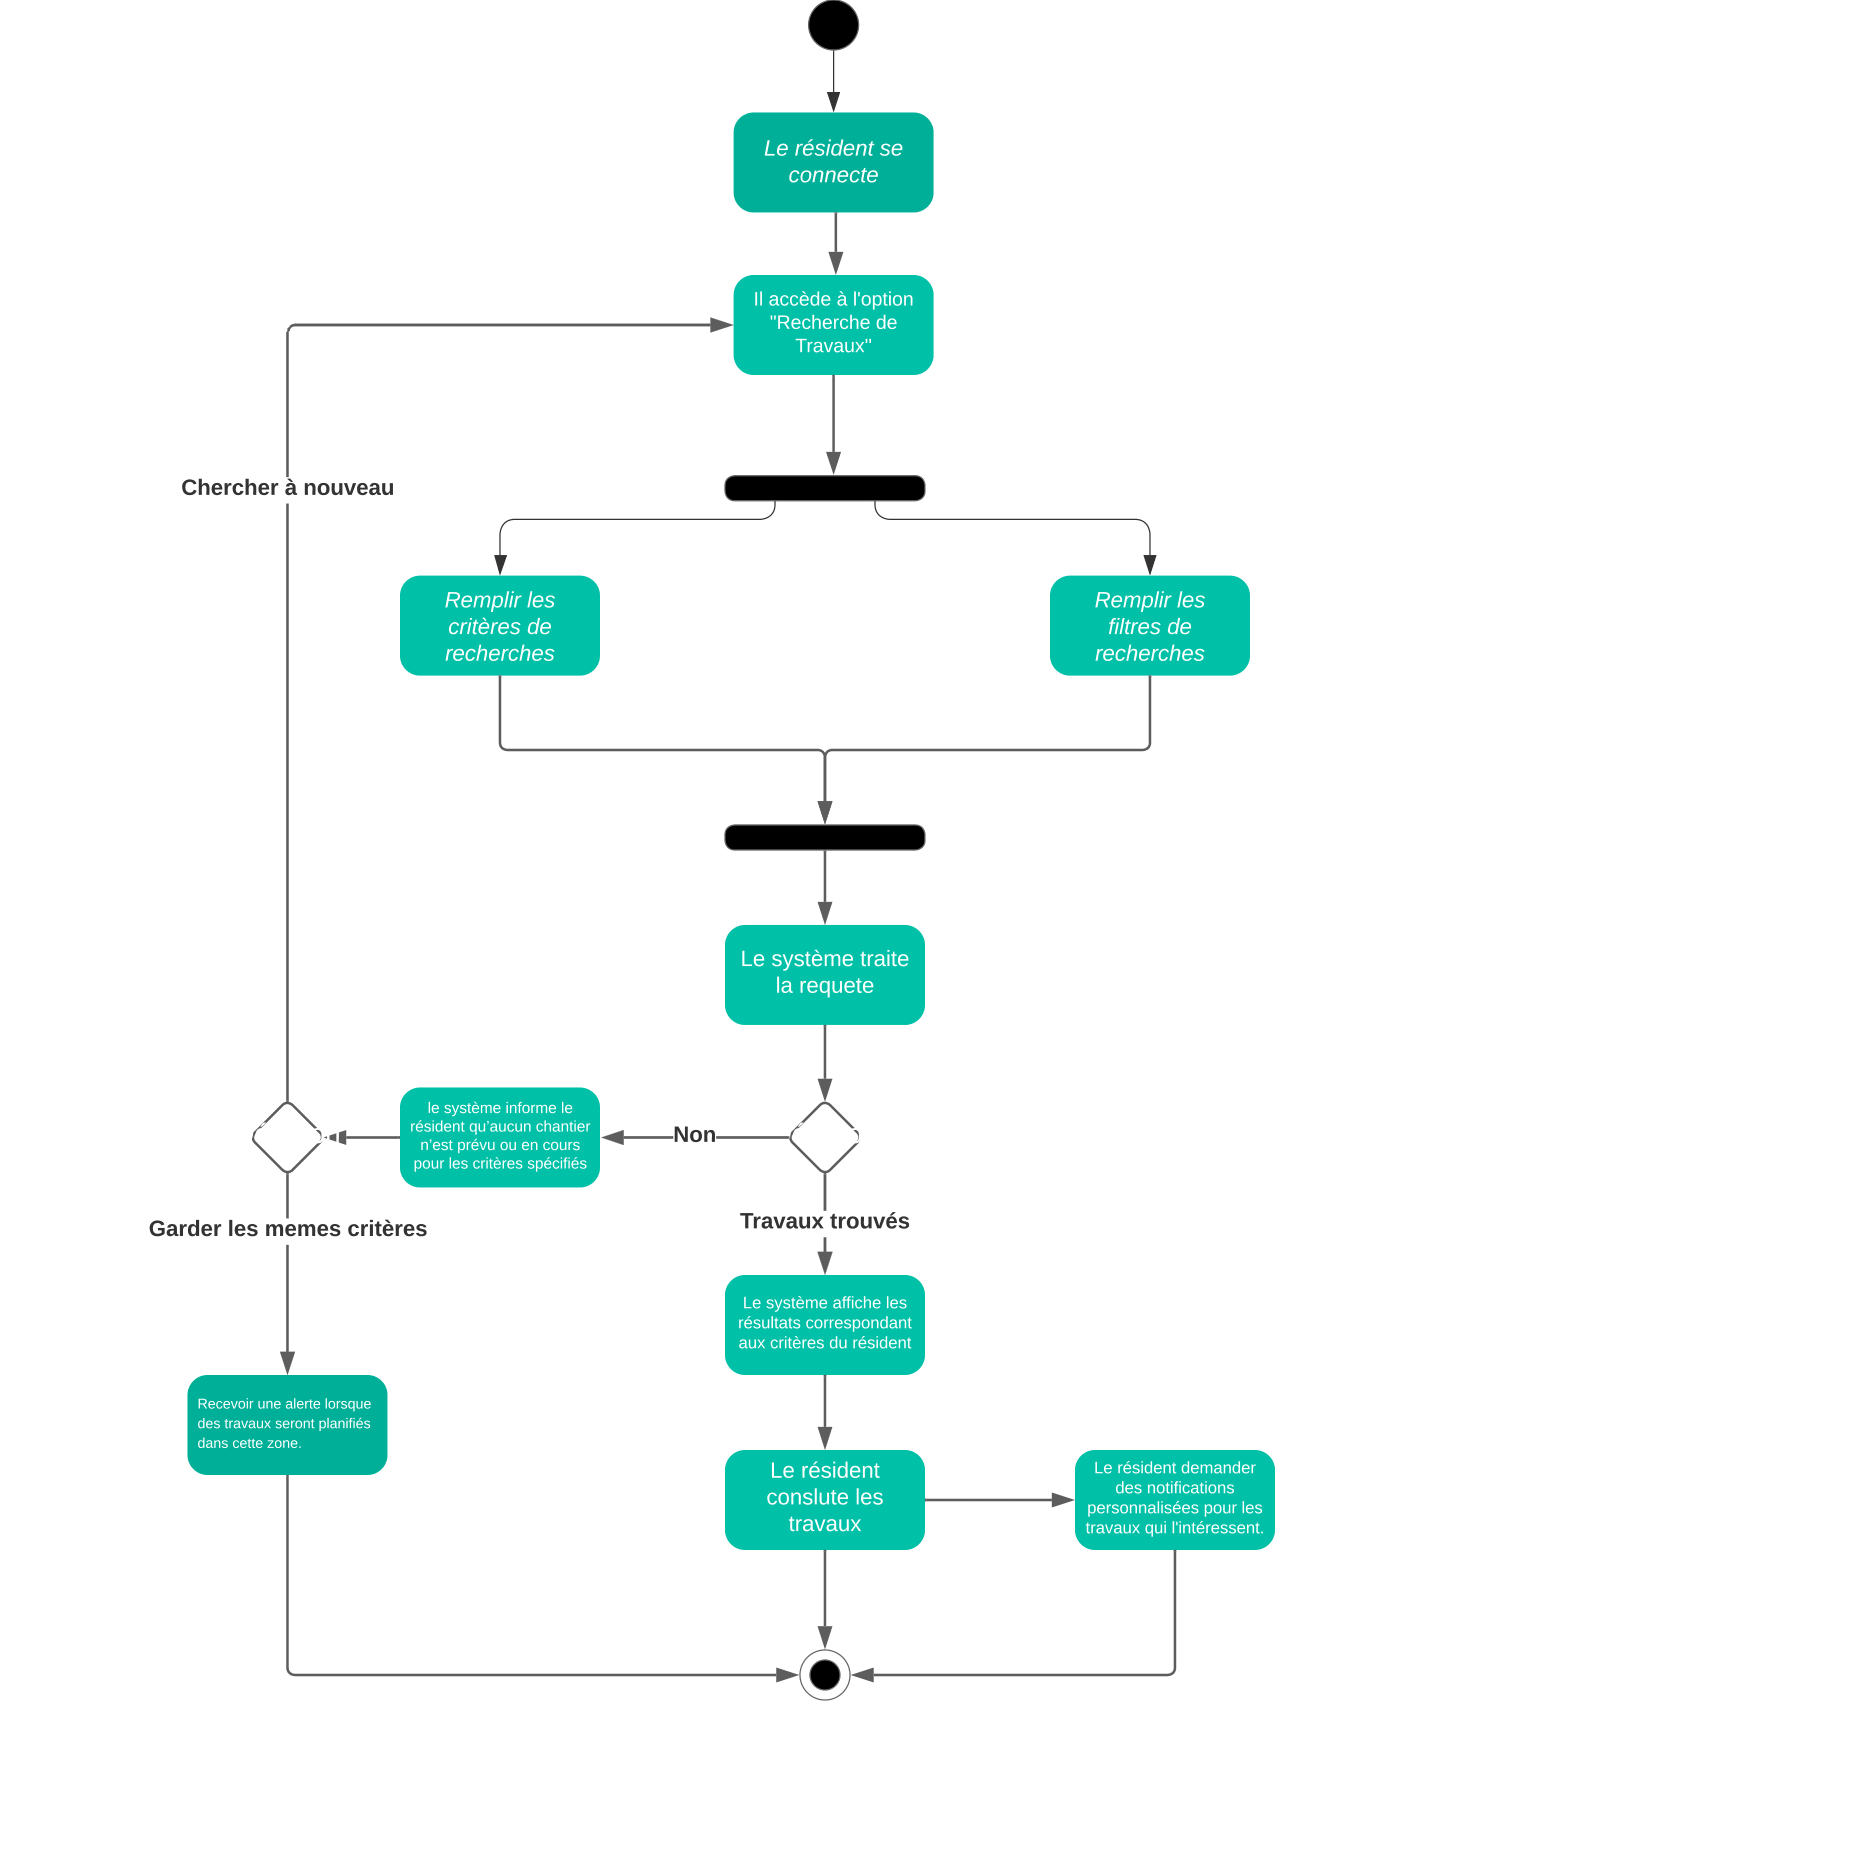 Le résident se
connecte
Il accède à l'option
"Recherche de
Travaux"
Chercher à nouveau
Remplir les
critères de
recherches
Remplir les
filtres de
recherches
Le système traite
la requete
le système informe le
résident qu’aucun chantier
n’est prévu ou en cours
pour les critères spécifiés
Non
Garder les memes critères
Travaux trouvés
Le système affiche les
résultats correspondant
aux critères du résident
Recevoir une alerte lorsque
des travaux seront planifiés
dans cette zone.
Le résident
conslute les
travaux
Le résident demander
des notifications
personnalisées pour les
travaux qui l'intéressent.